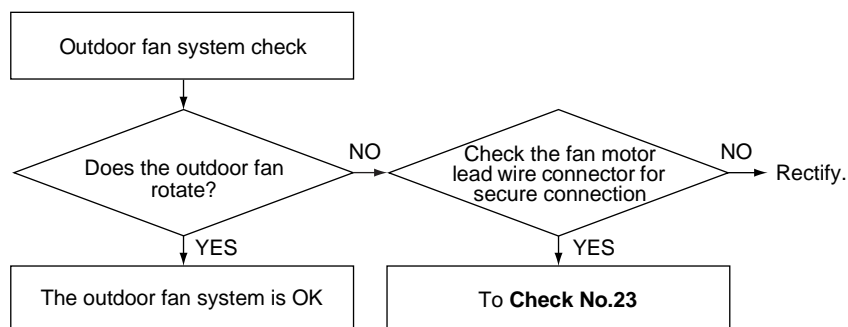 Outdoor fan system check
Does the outdoor fan
rotate?
NO
Check the fan motor
lead wire connector for
secure connection
NO
Rectify.
YES
YES
The outdoor fan system is OK
To Check No.23